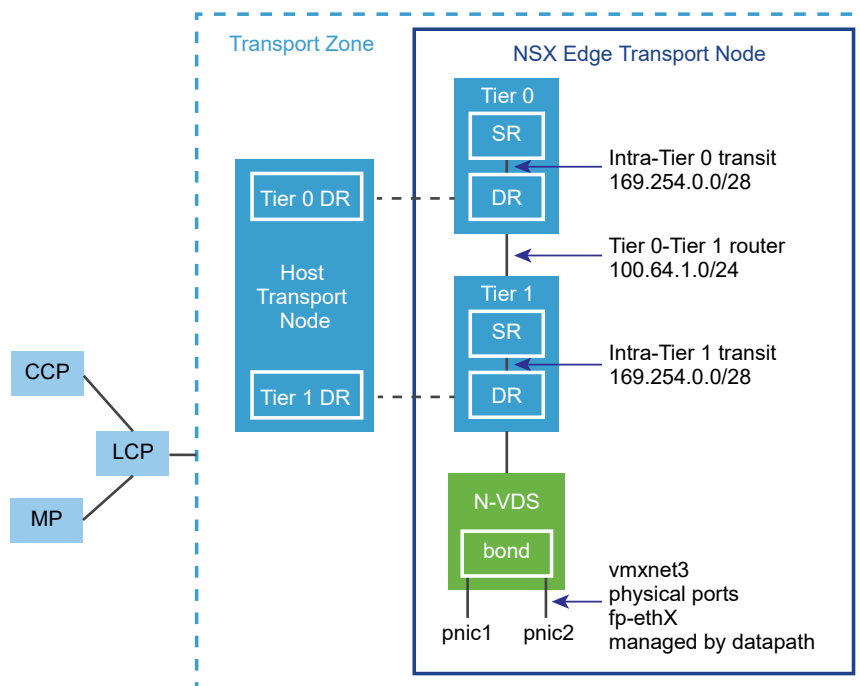 Transport Zone
NSX Edge Transport Node
Tier 0
SR
Intra-Tier 0 transit
169.254.0.0/28
Tier 0 DR
DR
Tier 0-Tier 1 router
100.64.1.0/24
Host
Transport
Node
Tier 1
SR
Intra-Tier 1 transit
169.254.0.0/28
Tier 1 DR
DR
CCP
LCP
MP
N-VDS
bond
vmxnet3
physical ports
fp-ethX
managed by datapath
pnic1
pnic2